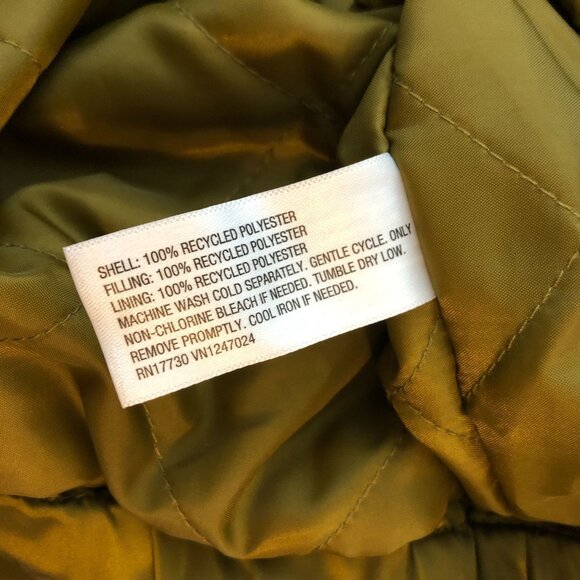 SHELL: 100% RECYCLED POLYESTER
FILLING: 100% RECYCLED POLYESTER
LINING: 100% RECYCLED POLYESTER
MACHINE WASH COLD SEPARATELY. GENTLE CYCLE. ONLY
NON-CHLORINE BLEACH IF NEEDED. TUMBLE DRY LOW.
REMOVE PROMPTLY. COOL IRON IF NEEDED.
RN17730 VN1247024